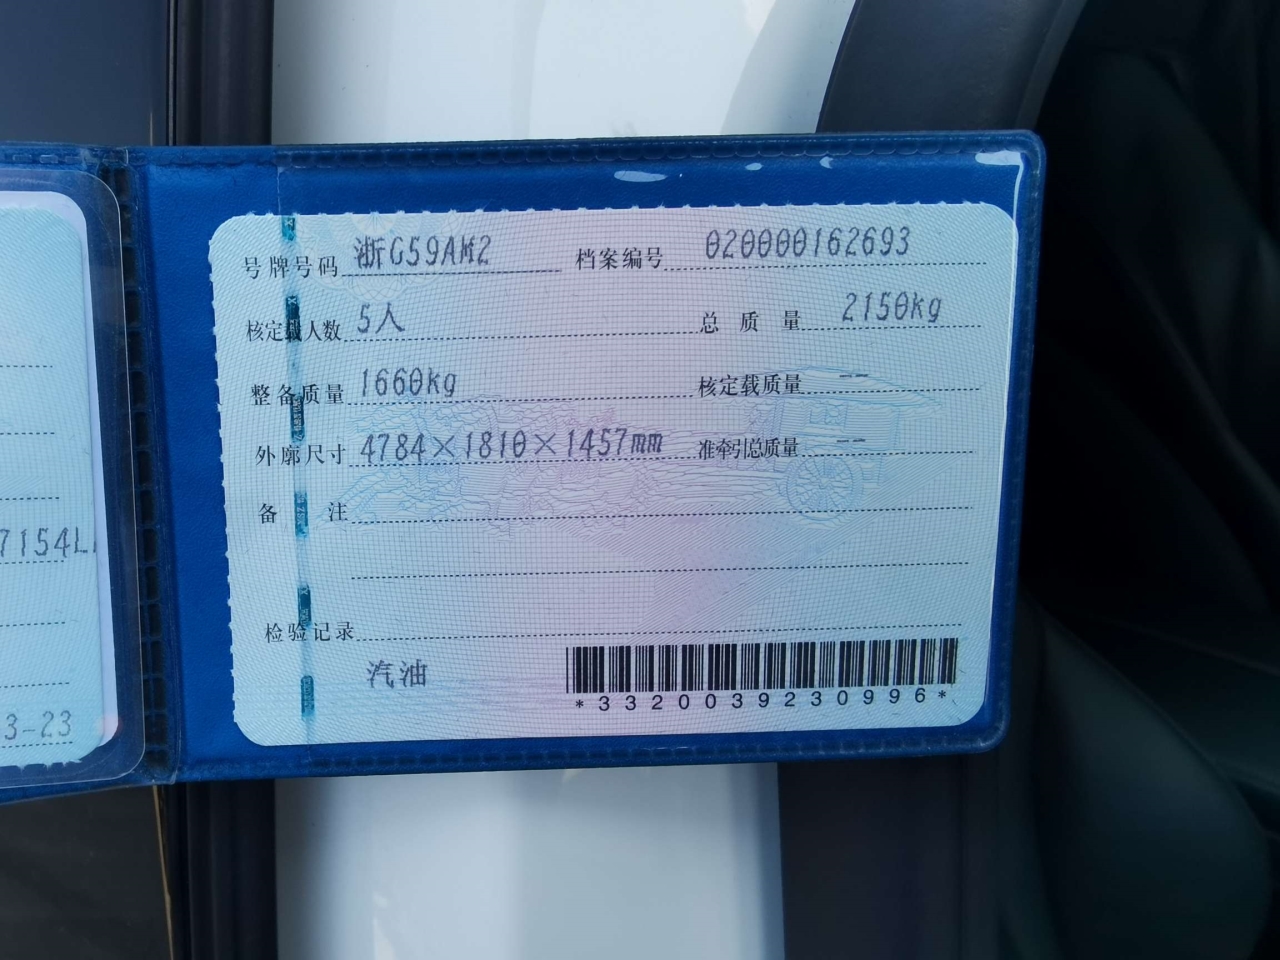 号牌号码 浙G59AM2 档案编号 020000162693
核定载人数 5人 总质量 2150kg
整备质量 1660kg 核定载质量 --
外廓尺寸 4784×1810×1457mm 准牵引总质量 --
备注
检验记录
汽油
*3320039230996*
7154L
3-23